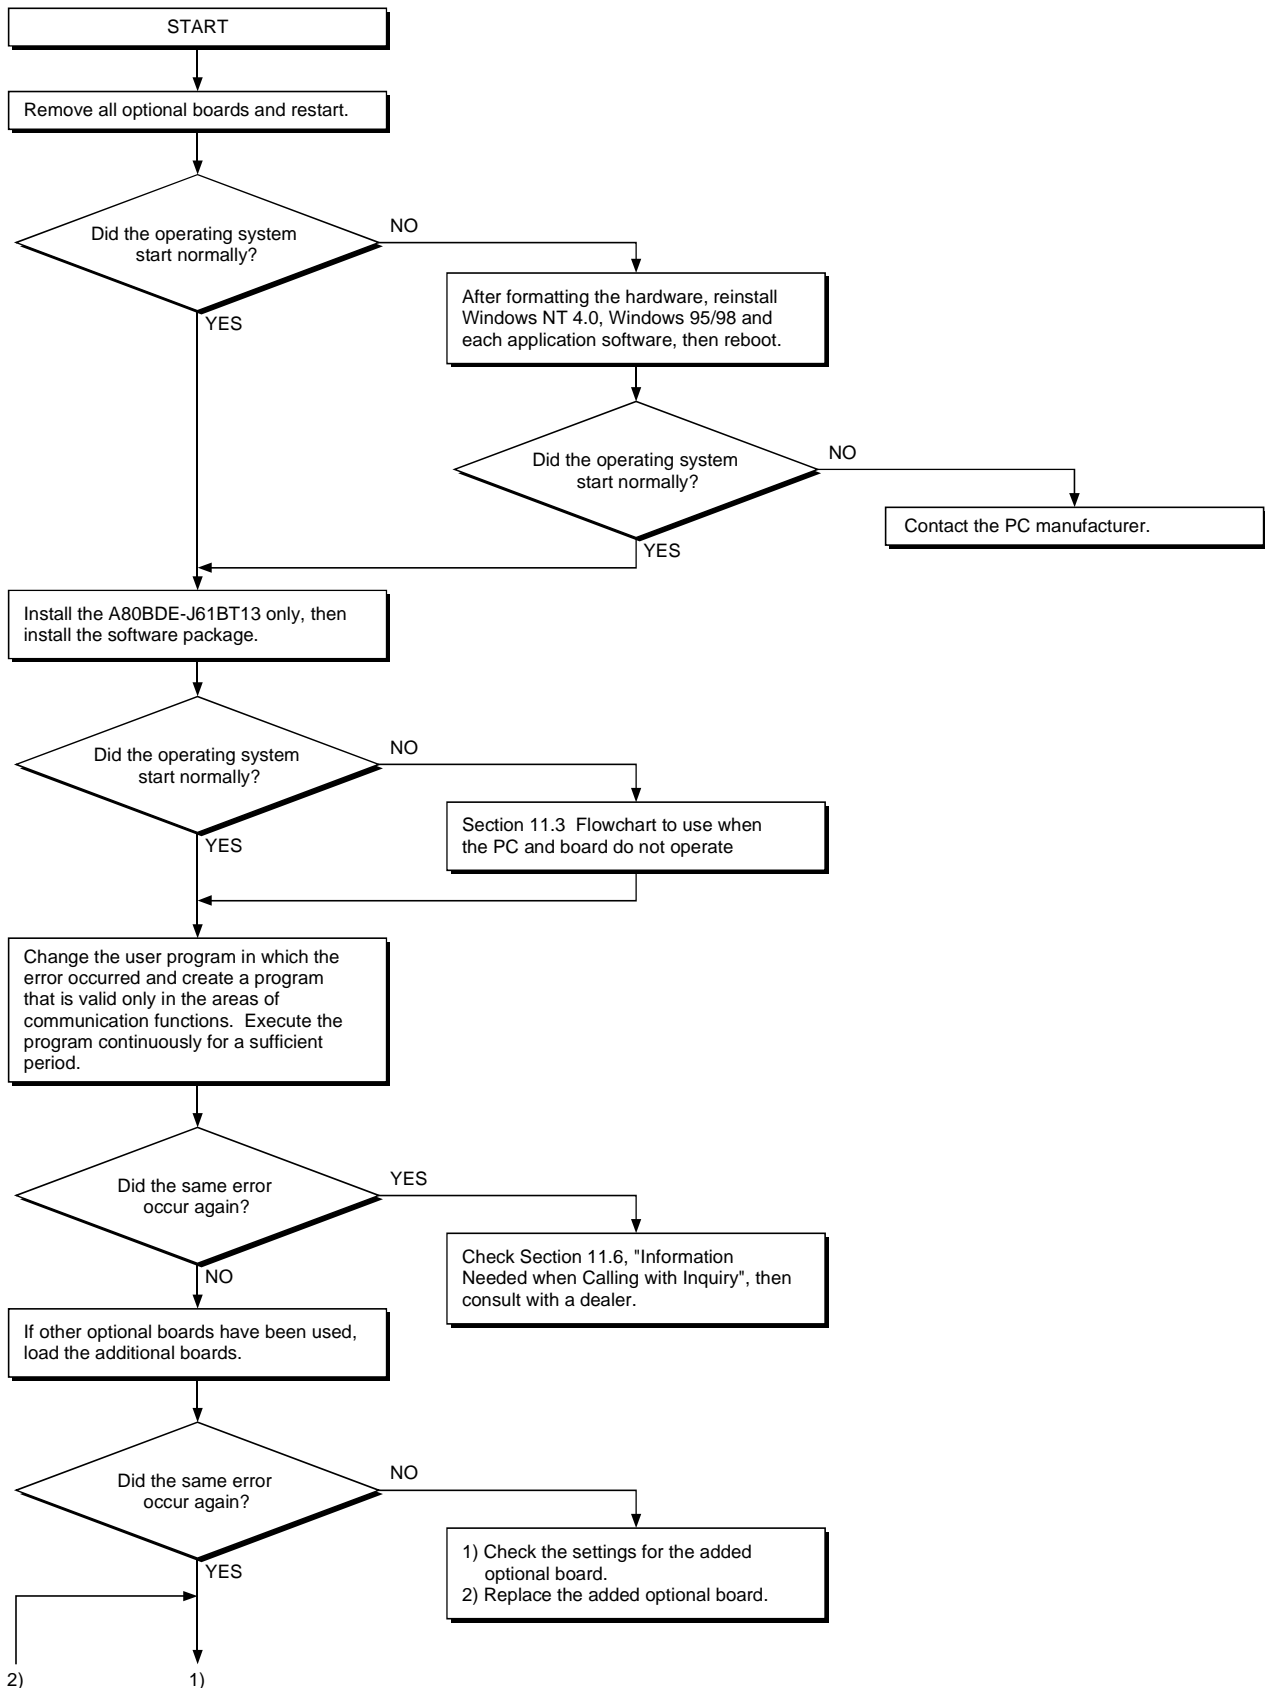 START
Remove all optional boards and restart.
Did the operating system
start normally?
NO
YES
After formatting the hardware, reinstall
Windows NT 4.0, Windows 95/98 and
each application software, then reboot.
Did the operating system
start normally?
NO
YES
Contact the PC manufacturer.
Install the A80BDE-J61BT13 only, then
install the software package.
Did the operating system
start normally?
NO
YES
Section 11.3  Flowchart to use when
the PC and board do not operate
Change the user program in which the
error occurred and create a program
that is valid only in the areas of
communication functions.  Execute the
program continuously for a sufficient
period.
Did the same error
occur again?
YES
NO
Check Section 11.6, "Information
Needed when Calling with Inquiry", then
consult with a dealer.
If other optional boards have been used,
load the additional boards.
Did the same error
occur again?
NO
YES
1) Check the settings for the added
optional board.
2) Replace the added optional board.
2)
1)